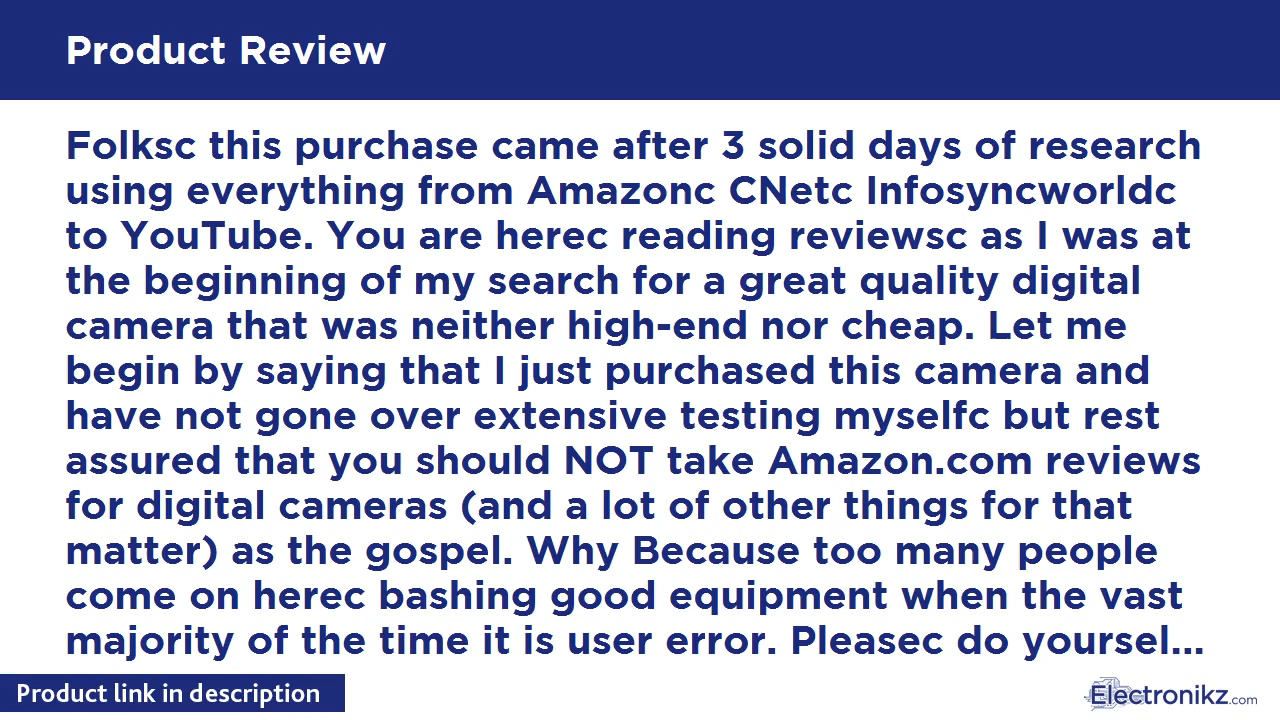 Product Review
Folksc this purchase came after 3 solid days of research
using everything from Amazonc CNetc Infosyncworldc
to YouTube. You are herec reading reviewsc as I was at
the beginning of my search for a great quality digital
camera that was neither high-end nor cheap. Let me
begin by saying that I just purchased this camera and
have not gone over extensive testing myselfc but rest
assured that you should NOT take Amazon.com reviews
for digital cameras (and a lot of other things for that
matter) as the gospel. Why Because too many people
come on herec bashing good equipment when the vast
majority of the time it is user error. Pleasec do yoursel...
Product link in description
Electronikz.com